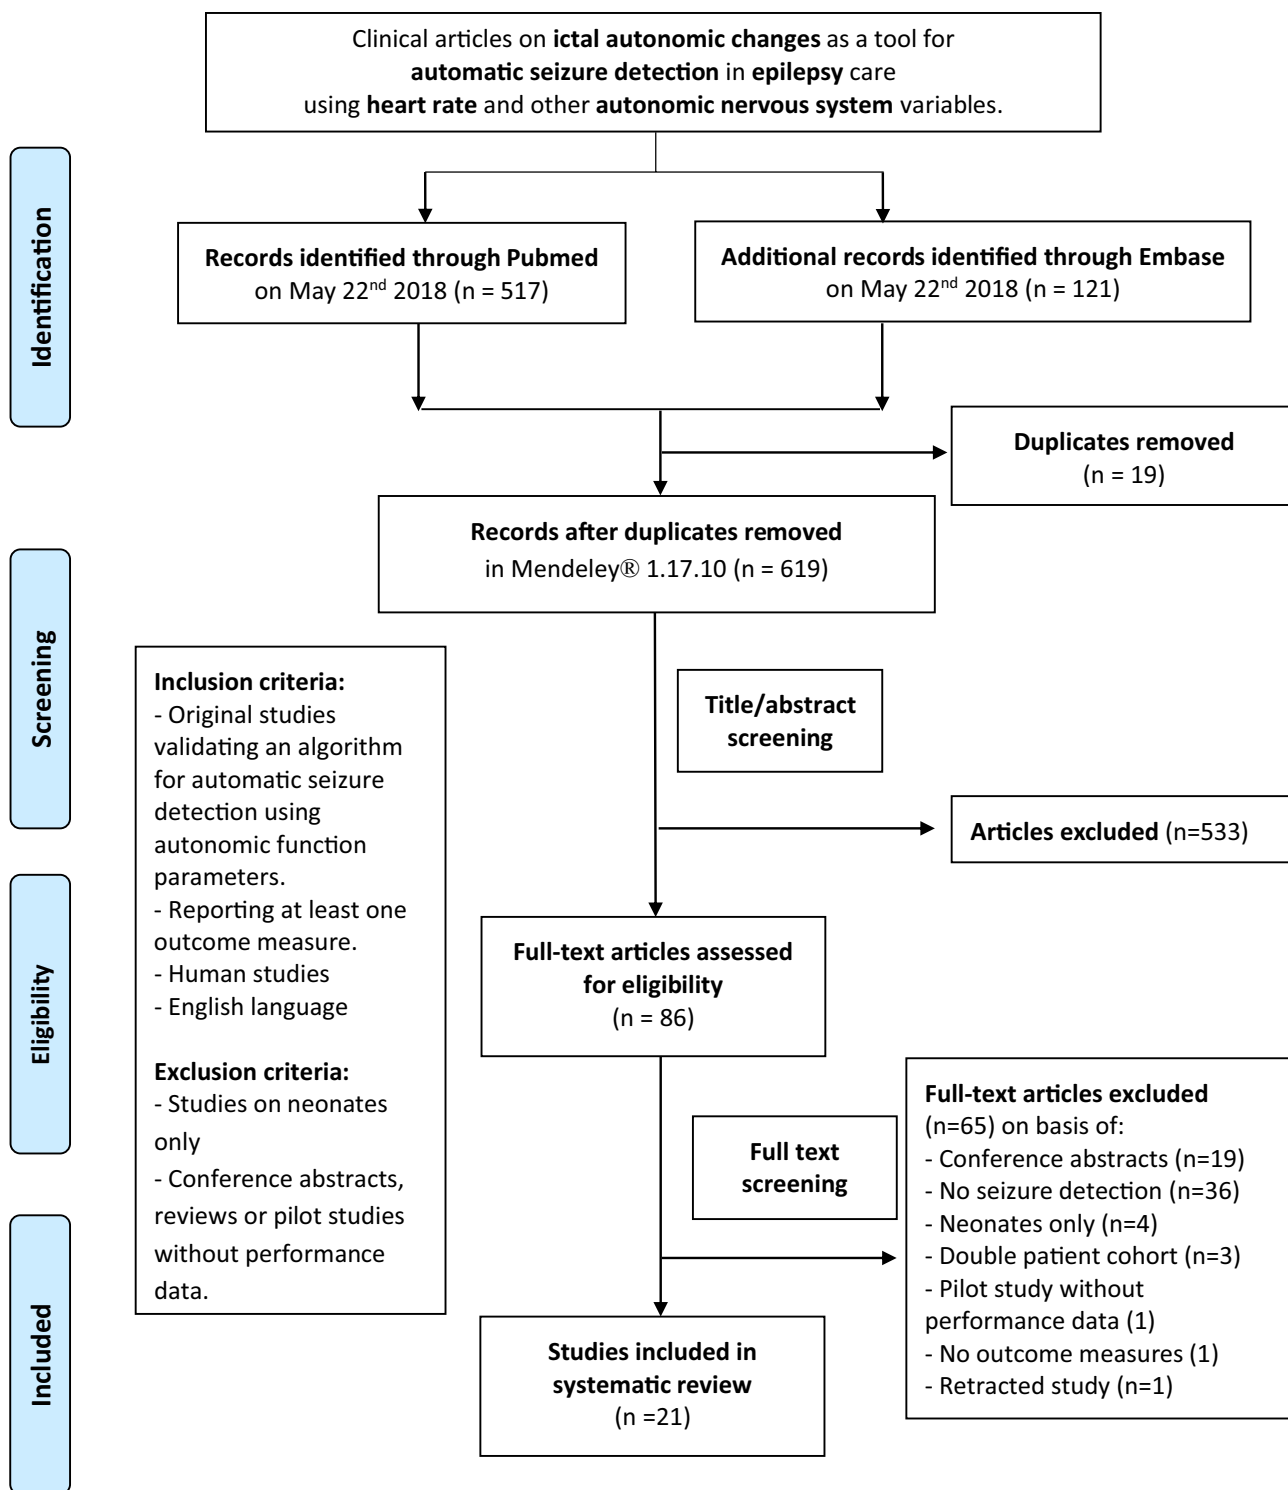 Clinical articles on ictal autonomic changes as a tool for
automatic seizure detection in epilepsy care
using heart rate and other autonomic nervous system variables.
Identification
Records identified through Pubmed
on May 22nd 2018 (n = 517)
Additional records identified through Embase
on May 22nd 2018 (n = 121)
Duplicates removed
(n = 19)
Records after duplicates removed
in Mendeley® 1.17.10 (n = 619)
Screening
Title/abstract
screening
Articles excluded (n=533)
Inclusion criteria:
- Original studies
validating an algorithm
for automatic seizure
detection using
autonomic function
parameters.
- Reporting at least one
outcome measure.
- Human studies
- English language
Exclusion criteria:
- Studies on neonates
only
- Conference abstracts,
reviews or pilot studies
without performance
data.
Eligibility
Full-text articles assessed
for eligibility
(n = 86)
Full text
screening
Full-text articles excluded
(n=65) on basis of:
- Conference abstracts (n=19)
- No seizure detection (n=36)
- Neonates only (n=4)
- Double patient cohort (n=3)
- Pilot study without
performance data (1)
- No outcome measures (1)
- Retracted study (n=1)
Included
Studies included in
systematic review
(n =21)